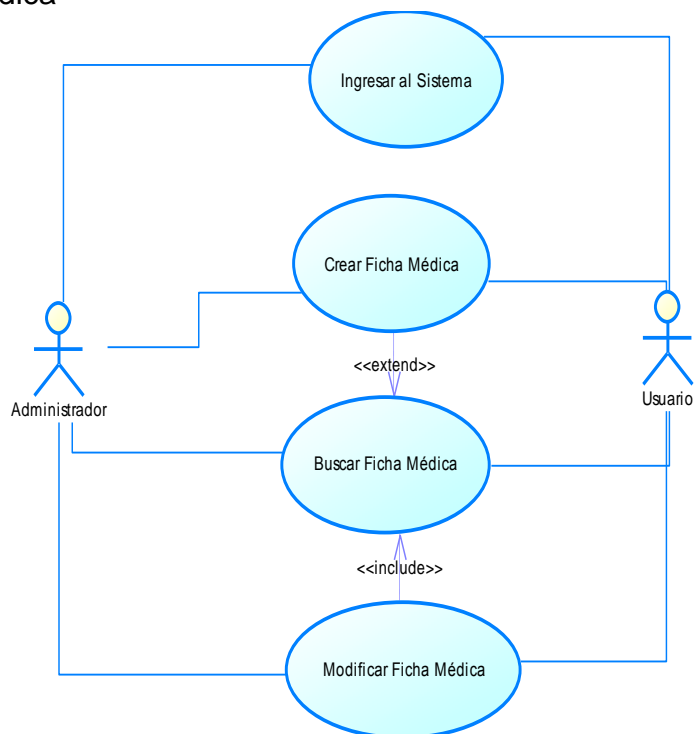 Ingresar al Sistema
Crear Ficha Médica
<<extend>>
Administrador
Usuario
Buscar Ficha Médica
<<include>>
Modificar Ficha Médica